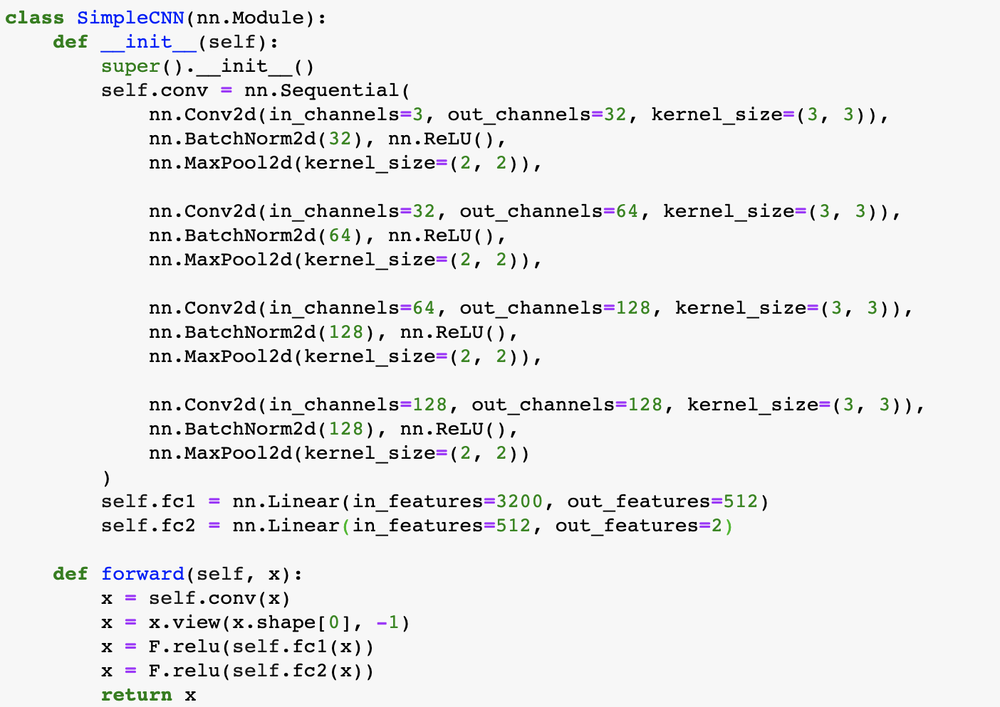 class SimpleCNN(nn.Module):
    def __init__(self):
        super().__init__()
        self.conv = nn.Sequential(
            nn.Conv2d(in_channels=3, out_channels=32, kernel_size=(3, 3)),
            nn.BatchNorm2d(32), nn.ReLU(),
            nn.MaxPool2d(kernel_size=(2, 2)),

            nn.Conv2d(in_channels=32, out_channels=64, kernel_size=(3, 3)),
            nn.BatchNorm2d(64), nn.ReLU(),
            nn.MaxPool2d(kernel_size=(2, 2)),

            nn.Conv2d(in_channels=64, out_channels=128, kernel_size=(3, 3)),
            nn.BatchNorm2d(128), nn.ReLU(),
            nn.MaxPool2d(kernel_size=(2, 2)),

            nn.Conv2d(in_channels=128, out_channels=128, kernel_size=(3, 3)),
            nn.BatchNorm2d(128), nn.ReLU(),
            nn.MaxPool2d(kernel_size=(2, 2))
        )
        self.fc1 = nn.Linear(in_features=3200, out_features=512)
        self.fc2 = nn.Linear(in_features=512, out_features=2)

    def forward(self, x):
        x = self.conv(x)
        x = x.view(x.shape[0], -1)
        x = F.relu(self.fc1(x))
        x = F.relu(self.fc2(x))
        return x